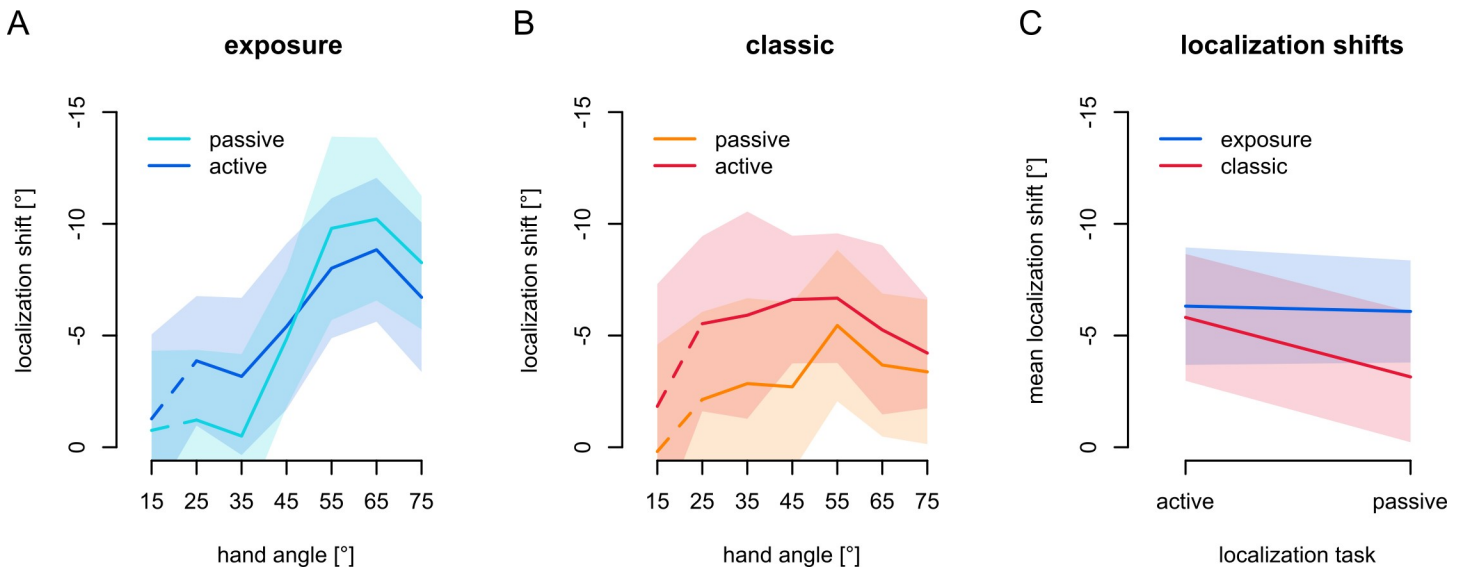 A
exposure
-15
-10
-5
0
localization shift [°]
passive
active
15 25 35 45 55 65 75
hand angle [°]
B
classic
-15
-10
-5
0
localization shift [°]
passive
active
15 25 35 45 55 65 75
hand angle [°]
C
localization shifts
-15
-10
-5
0
mean localization shift [°]
exposure
classic
active passive
localization task